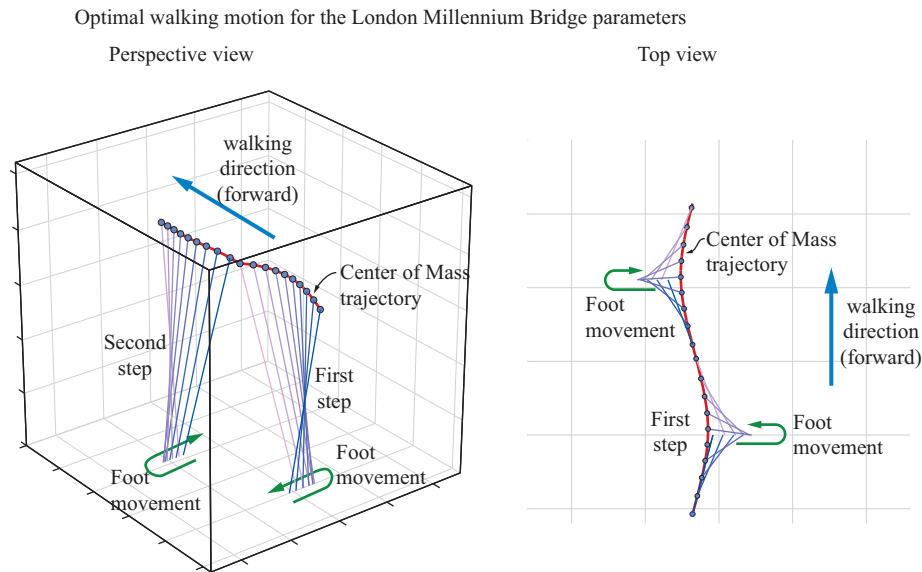 Optimal walking motion for the London Millennium Bridge parameters
Perspective view
walking
direction
(forward)
Center of Mass
trajectory
Second
step
First
step
Foot
movement
Foot
movement
Top view
Center of Mass
trajectory
Foot
movement
walking
direction
(forward)
First
step
Foot
movement